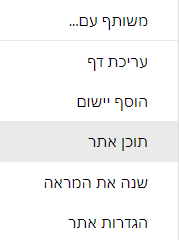 משותף עם...
עריכת דף
הוסף יישום
תוכן אתר
שנה את המראה
הגדרות אתר